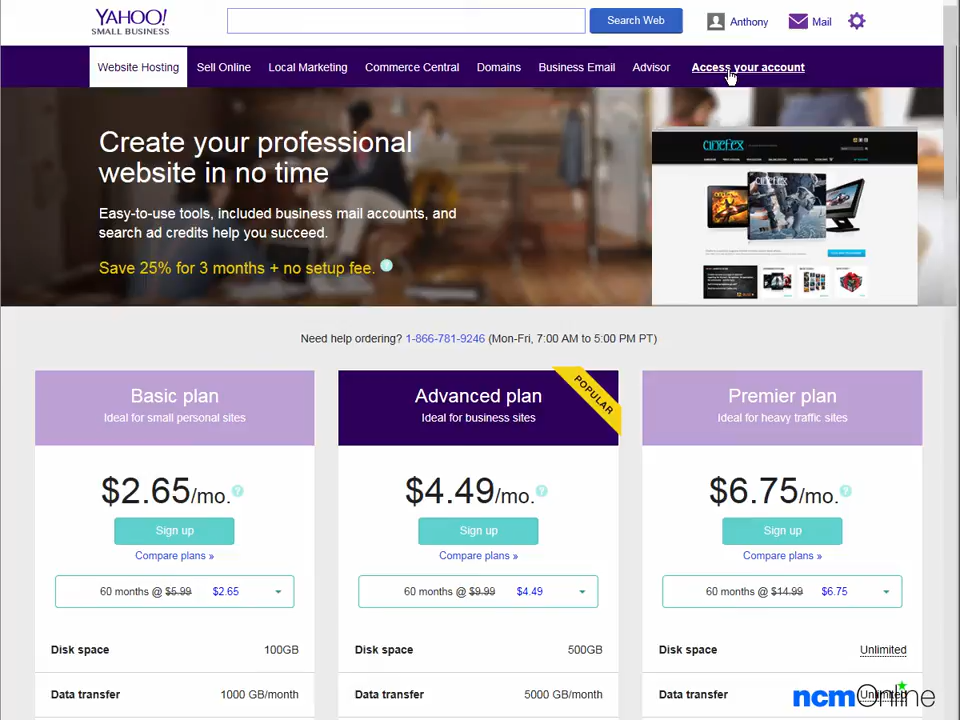 YAHOO!
SMALL BUSINESS
Search Web
Anthony
Mail
Website Hosting
Sell Online
Local Marketing
Commerce Central
Domains
Business Email
Advisor
Access your account
Create your professional
website in no time
Easy-to-use tools, included business mail accounts, and
search ad credits help you succeed.
Save 25% for 3 months + no setup fee. ?
cinefex
cinefex
Need help ordering? 1-866-781-9246 (Mon-Fri, 7:00 AM to 5:00 PM PT)
Basic plan
Ideal for small personal sites
$2.65/mo. ?
Sign up
Compare plans »
60 months @ $5.99 $2.65
Disk space 100GB
Data transfer 1000 GB/month
Advanced plan
Ideal for business sites
POPULAR
$4.49/mo. ?
Sign up
Compare plans »
60 months @ $9.99 $4.49
Disk space 500GB
Data transfer 5000 GB/month
Premier plan
Ideal for heavy traffic sites
$6.75/mo. ?
Sign up
Compare plans »
60 months @ $14.99 $6.75
Disk space Unlimited
Data transfer Unlimited
ncmOnline